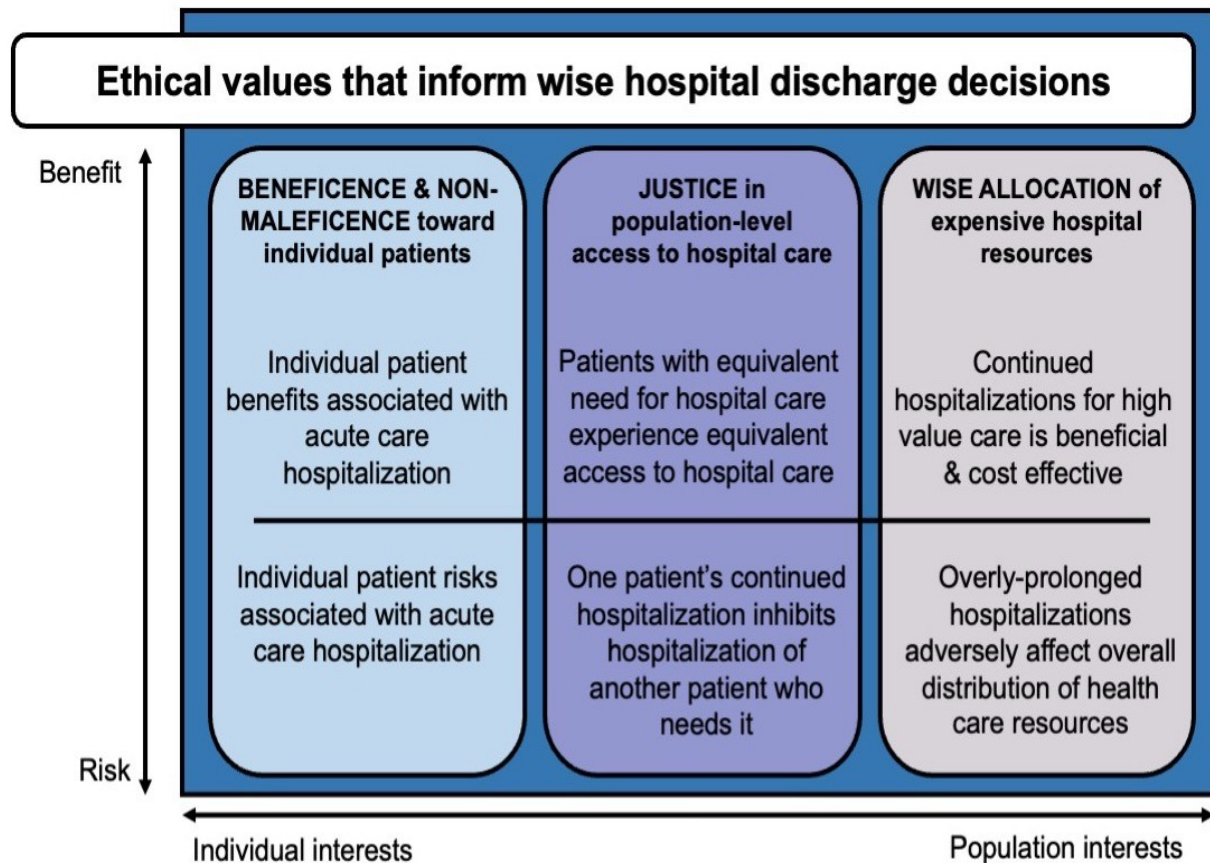 Ethical values that inform wise hospital discharge decisions
Benefit
BENEFICENCE & NON-
MALEFICENCE toward
individual patients
Individual patient
benefits associated with
acute care
hospitalization
Individual patient risks
associated with acute
care hospitalization
JUSTICE in
population-level
access to hospital care
Patients with equivalent
need for hospital care
experience equivalent
access to hospital care
One patient’s continued
hospitalization inhibits
hospitalization of
another patient who
needs it
WISE ALLOCATION of
expensive hospital
resources
Continued
hospitalizations for high
value care is beneficial
& cost effective
Overly-prolonged
hospitalizations
adversely affect overall
distribution of health
care resources
Risk
Individual interests
Population interests